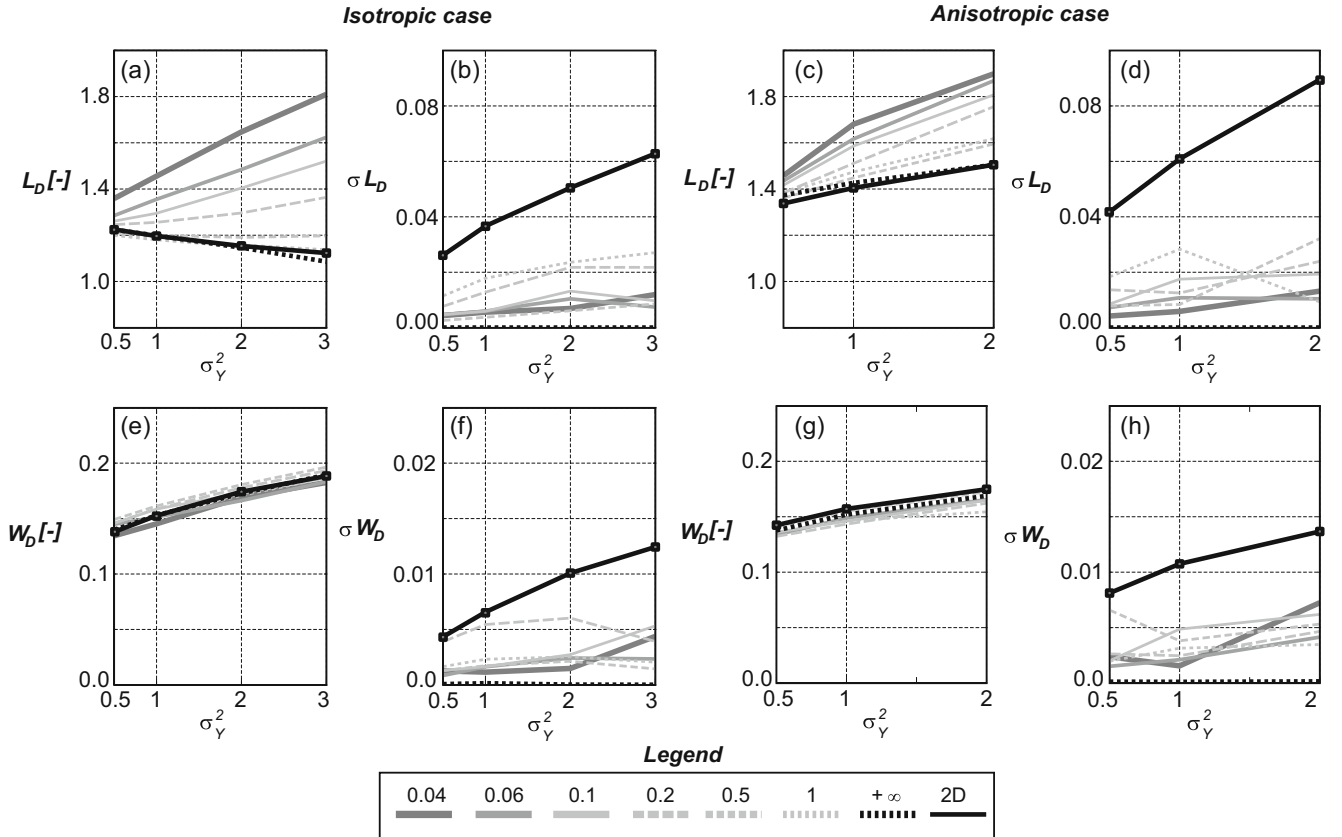 Isotropic case
Anisotropic case
(a)
1.8
1.4
1.0
L_D[-]
0.5 1 2 3
σ_Y^2
(b)
0.08
0.04
0.00
σ L_D
0.5 1 2 3
σ_Y^2
(c)
1.8
1.4
1.0
L_D[-]
1 2
σ_Y^2
(d)
0.08
0.04
0.00
σ L_D
0.5 1 2
σ_Y^2
(e)
0.2
0.1
0.0
W_D[-]
0.5 1 2 3
σ_Y^2
(f)
0.02
0.01
0.0
σ W_D
0.5 1 2 3
σ_Y^2
(g)
0.2
0.1
0.0
W_D[-]
0.5 1 2
σ_Y^2
(h)
0.02
0.01
0.0
σ W_D
0.5 1 2
σ_Y^2
Legend
0.04 0.06 0.1 0.2 0.5 1 +∞ 2D